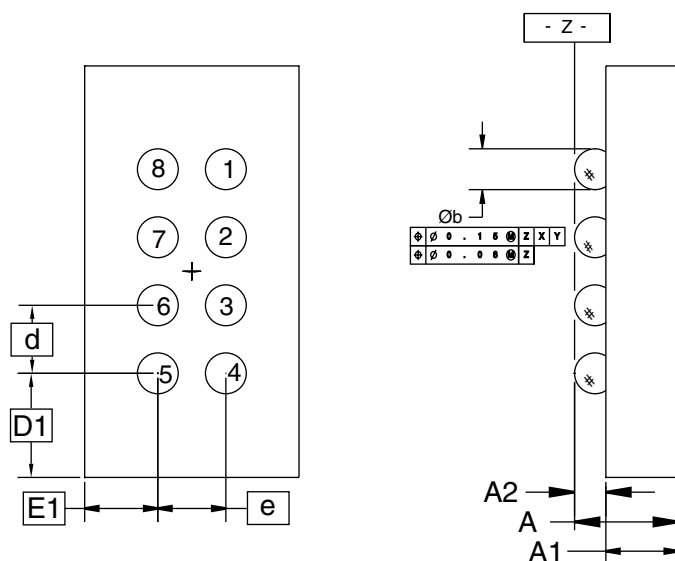 - Z -
8 1
7 2
6 3
5 4
d
D1
E1
e
Øb
⌖ Ø 0 . 1 5 Ⓜ Z X Y
⌖ Ø 0 . 0 8 Ⓜ Z
A2
A
A1